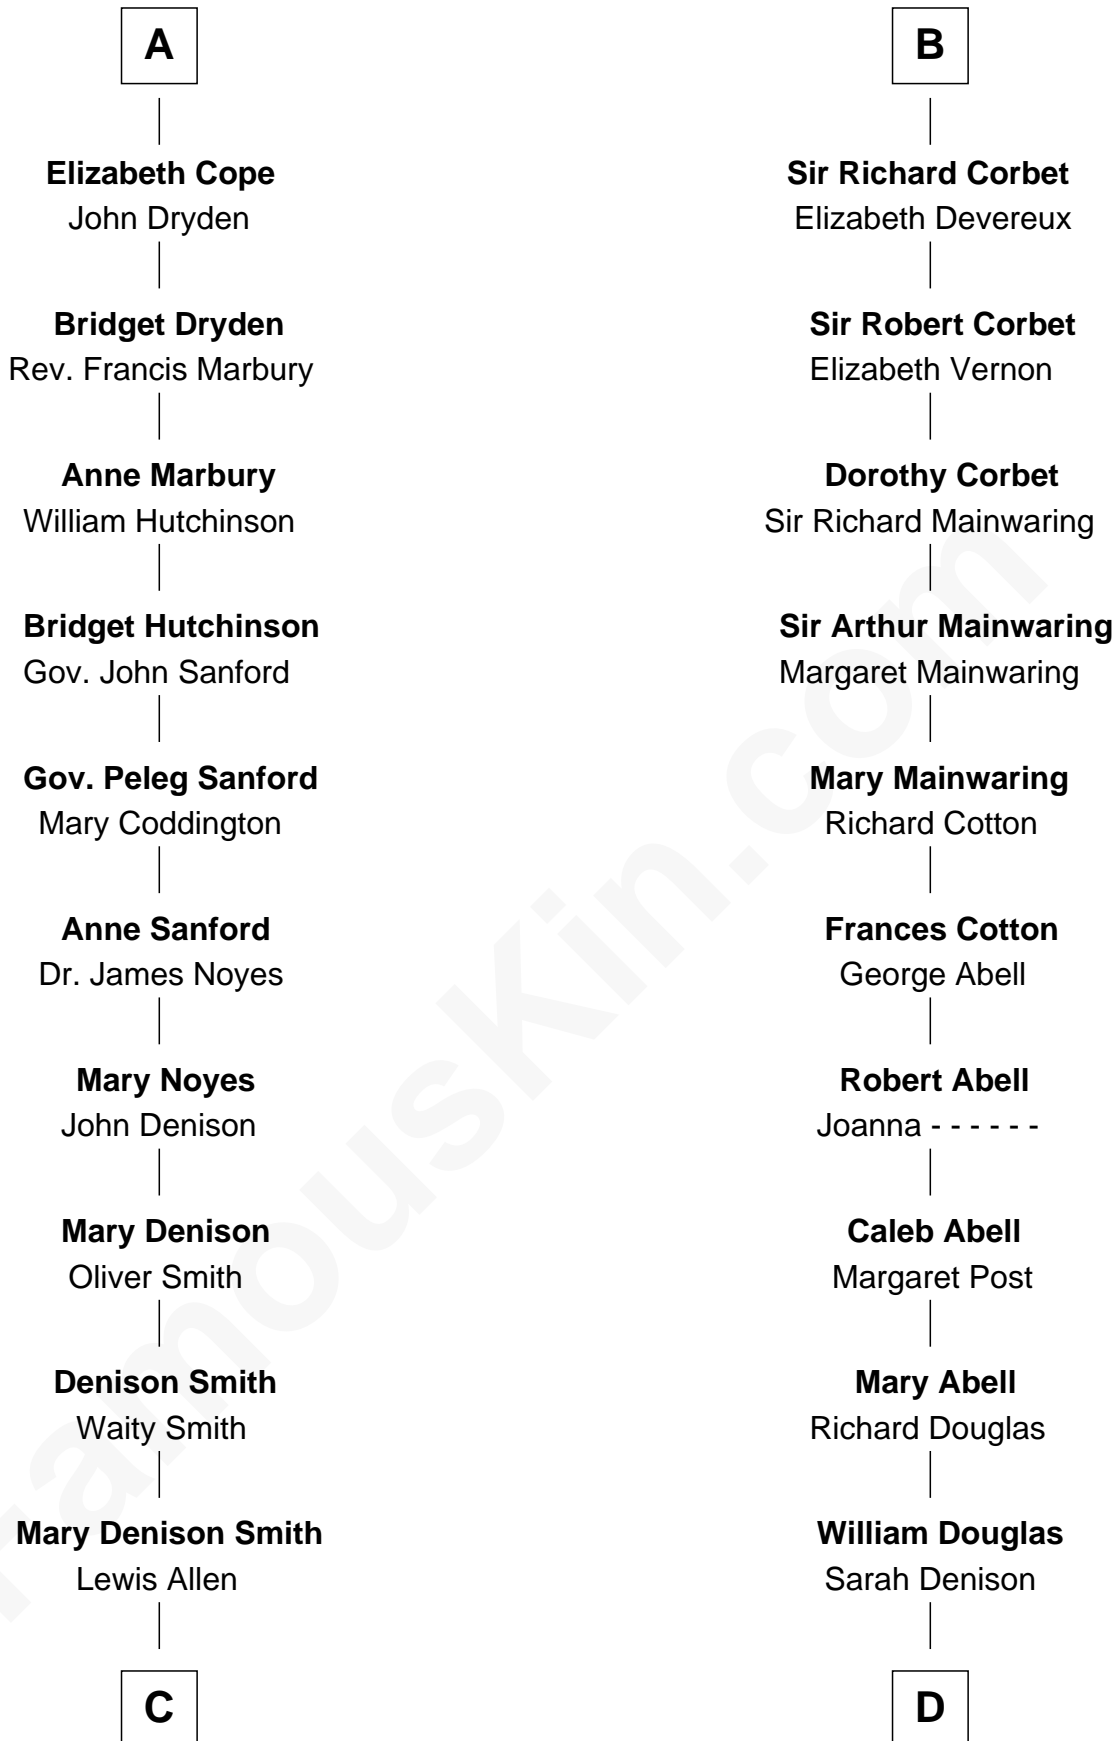 A
Elizabeth Cope
John Dryden
Bridget Dryden
Rev. Francis Marbury
Anne Marbury
William Hutchinson
Bridget Hutchinson
Gov. John Sanford
Gov. Peleg Sanford
Mary Coddington
Anne Sanford
Dr. James Noyes
Mary Noyes
John Denison
Mary Denison
Oliver Smith
Denison Smith
Waity Smith
Mary Denison Smith
Lewis Allen
C
B
Sir Richard Corbet
Elizabeth Devereux
Sir Robert Corbet
Elizabeth Vernon
Dorothy Corbet
Sir Richard Mainwaring
Sir Arthur Mainwaring
Margaret Mainwaring
Mary Mainwaring
Richard Cotton
Frances Cotton
George Abell
Robert Abell
Joanna - - - - - -
Caleb Abell
Margaret Post
Mary Abell
Richard Douglas
William Douglas
Sarah Denison
D
FamousKin.com